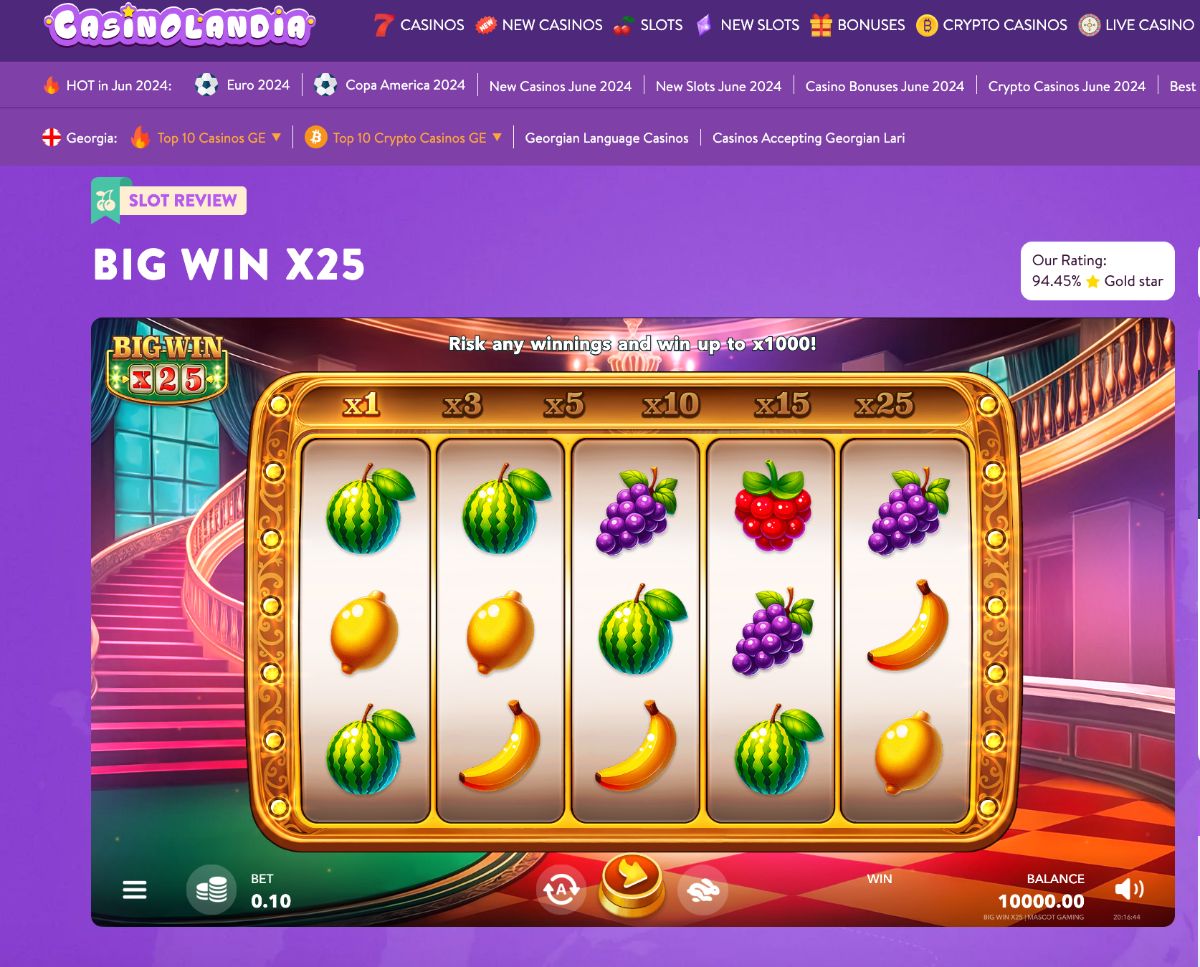 CASINOLANDIA
CASINOS NEW CASINOS SLOTS NEW SLOTS BONUSES CRYPTO CASINOS LIVE CASINO
HOT in Jun 2024: Euro 2024 Copa America 2024 New Casinos June 2024 New Slots June 2024 Casino Bonuses June 2024 Crypto Casinos June 2024 Best
Georgia: Top 10 Casinos GE Top 10 Crypto Casinos GE Georgian Language Casinos Casinos Accepting Georgian Lari
SLOT REVIEW
BIG WIN X25
Our Rating:
94.45% Gold star
BIG WIN
x25
Risk any winnings and win up to x1000!
x1 x3 x5 x10 x15 x25
BET
0.10
A
WIN
BALANCE
10000.00
BIG WIN X25 | MASCOT GAMING
20:16:44